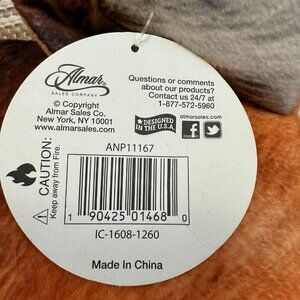 Almar
SALES COMPANY
© Copyright
Almar Sales Co.
New York, NY 10001
www.almarsales.com
Questions or comments
about our products?
Contact us 24/7 at
1-877-572-5960
DESIGNED
IN THE U.S.A.
almarsales.com
CAUTION:
Keep away from Fire.
ANP11167
1 90425 01468 0
IC-1608-1260
Made In China